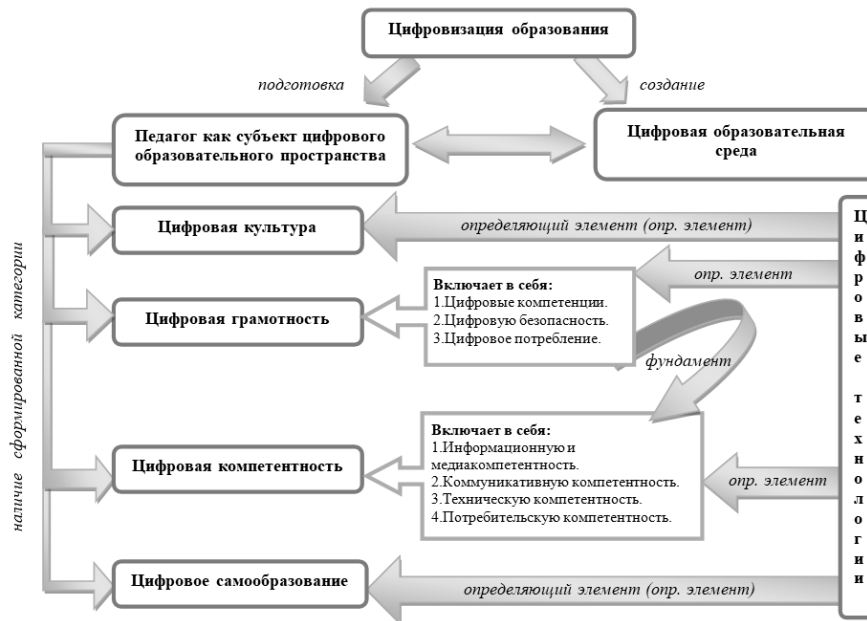 Цифровизация образования
подготовка
создание
Педагог как субъект цифрового
образовательного пространства
Цифровая образовательная
среда
наличие сформированной категории
Цифровая культура
определяющий элемент (опр. элемент)
Цифровые технологии
Цифровая грамотность
Включает в себя:
1.Цифровые компетенции.
2.Цифровую безопасность.
3.Цифровое потребление.
опр. элемент
фундамент
Цифровая компетентность
Включает в себя:
1.Информационную и
медиакомпетентность.
2.Коммуникативную компетентность.
3.Техническую компетентность.
4.Потребительскую компетентность.
опр. элемент
Цифровое самообразование
определяющий элемент (опр. элемент)